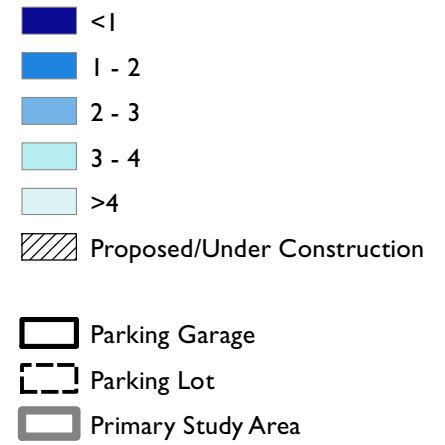 <1
1 - 2
2 - 3
3 - 4
>4
Proposed/Under Construction
Parking Garage
Parking Lot
Primary Study Area